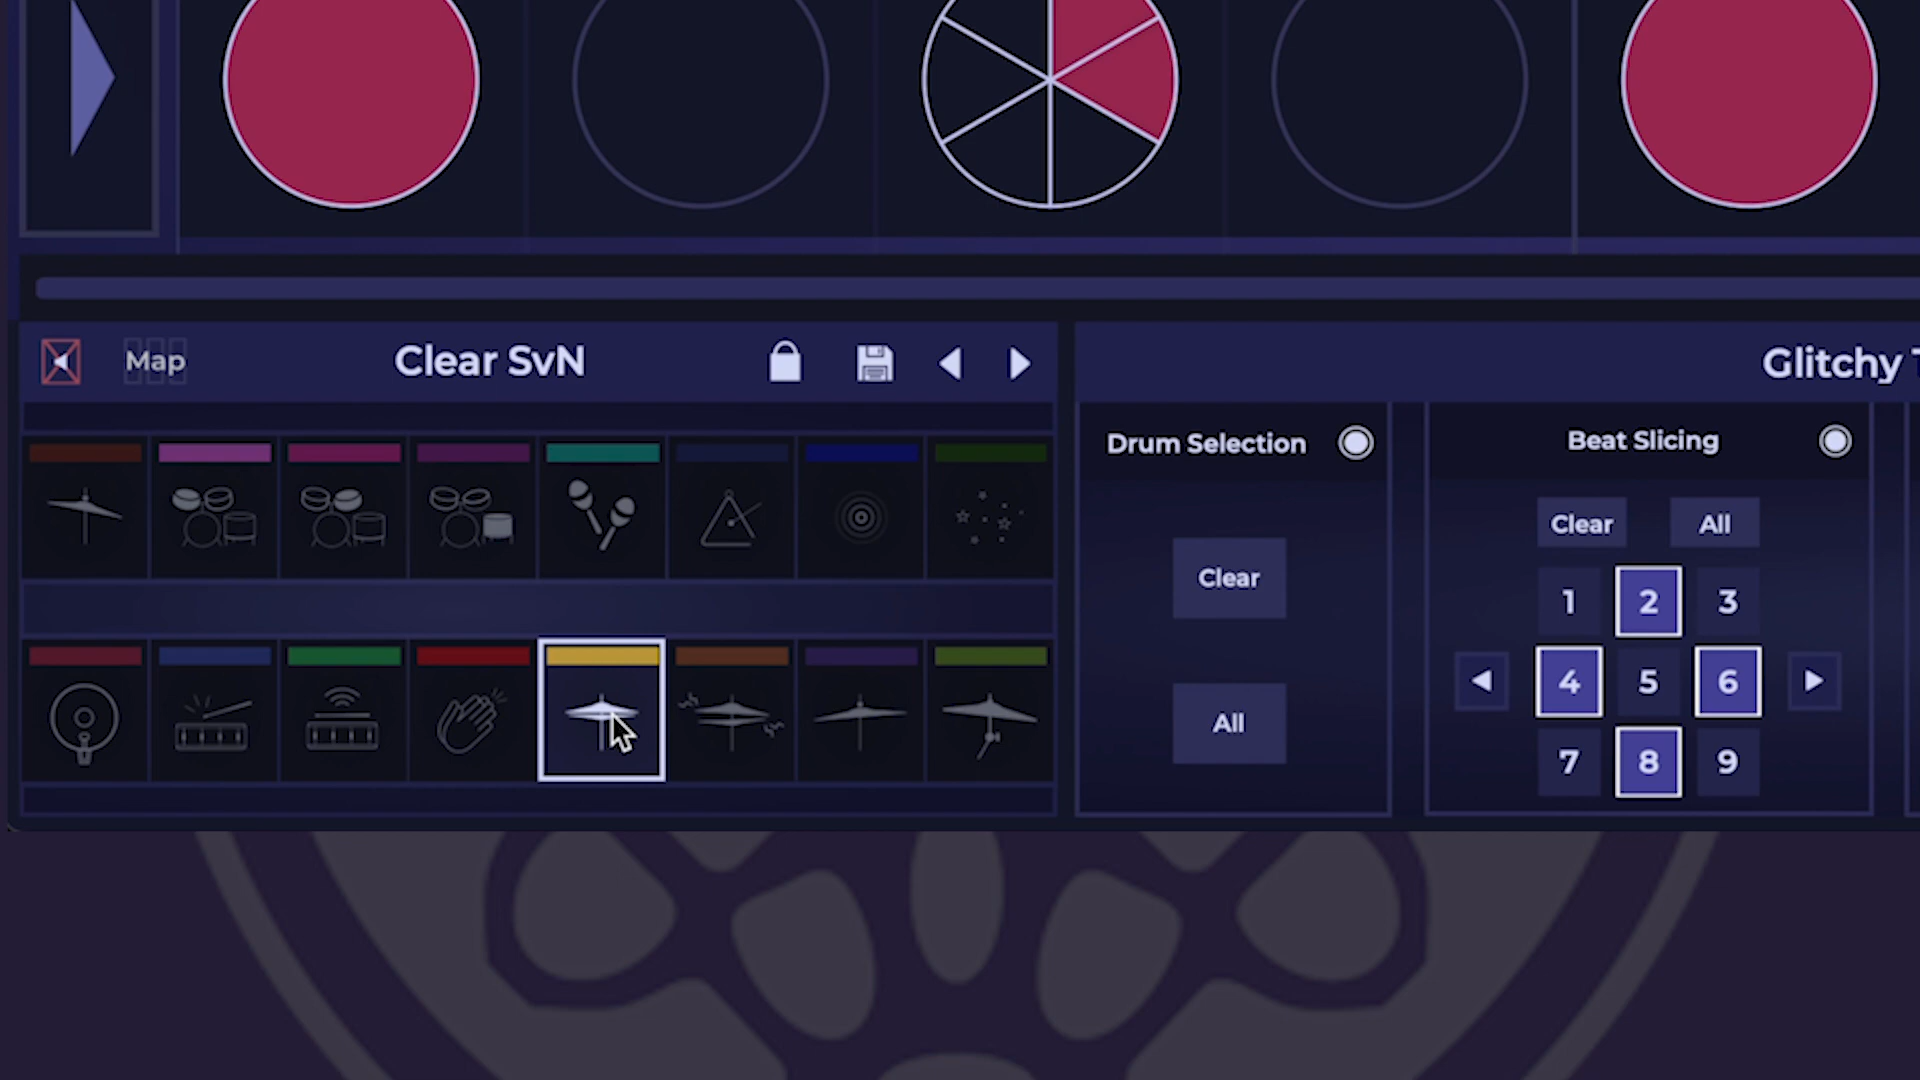 Map
Clear SvN
Glitchy
Drum Selection
Beat Slicing
Clear
All
Clear
All
1 2 3
4 5 6
7 8 9